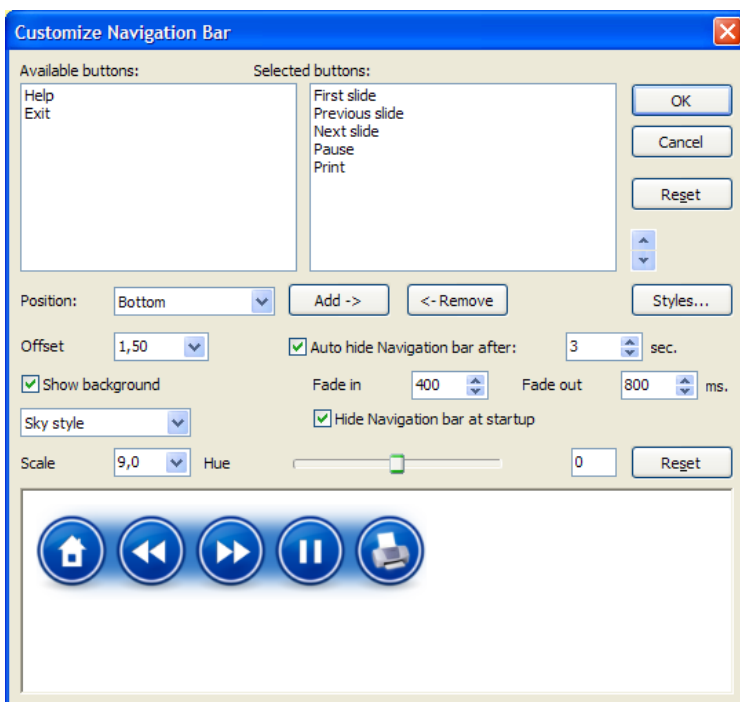 Customize Navigation Bar
Available buttons: Selected buttons:
Help
Exit
First slide
Previous slide
Next slide
Pause
Print
OK
Cancel
Reset
Position: Bottom Add -> <- Remove Styles...
Offset 1,50 Auto hide Navigation bar after: 3 sec.
Show background Fade in 400 Fade out 800 ms.
Sky style Hide Navigation bar at startup
Scale 9,0 Hue 0 Reset